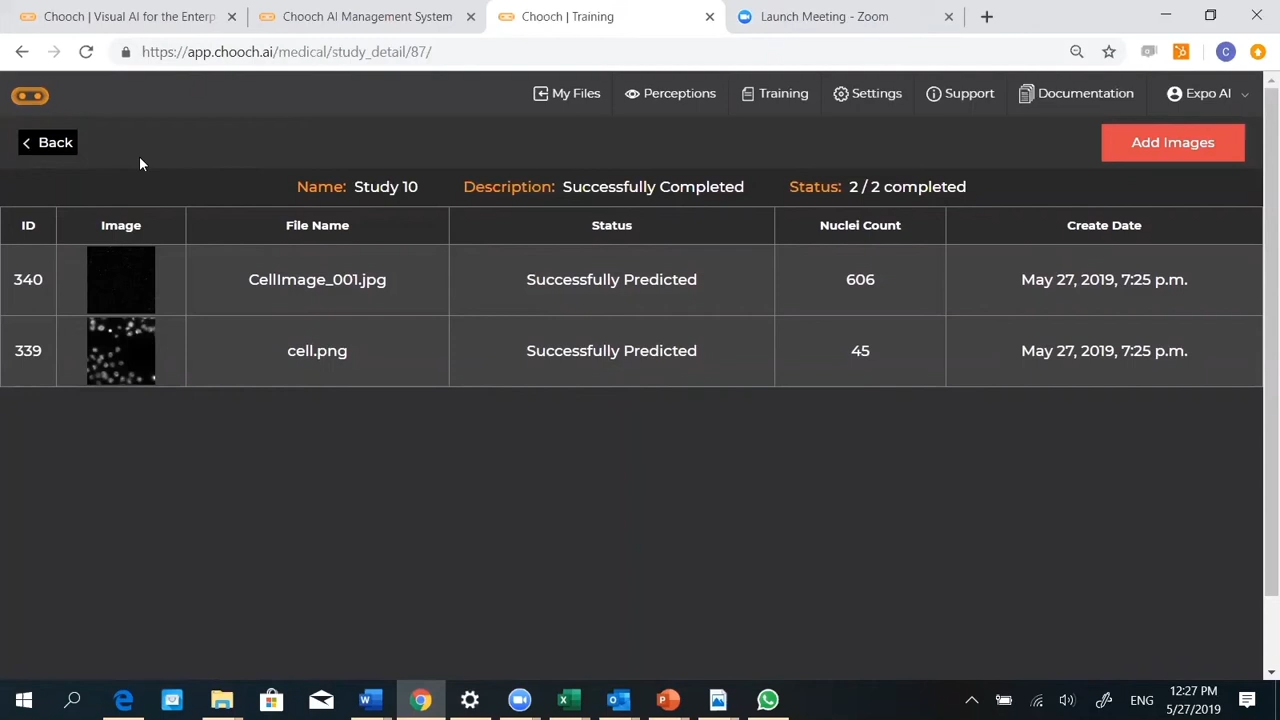 Chooch | Visual AI for the Enterp
Chooch AI Management System
Chooch | Training
Launch Meeting - Zoom
https://app.chooch.ai/medical/study_detail/87/
C
My Files
Perceptions
Training
Settings
Support
Documentation
Expo AI
Back
Add Images
Name: Study 10 Description: Successfully Completed Status: 2 / 2 completed
ID Image File Name Status Nuclei Count Create Date
340 CellImage_001.jpg Successfully Predicted 606 May 27, 2019, 7:25 p.m.
339 cell.png Successfully Predicted 45 May 27, 2019, 7:25 p.m.
ENG
12:27 PM
5/27/2019